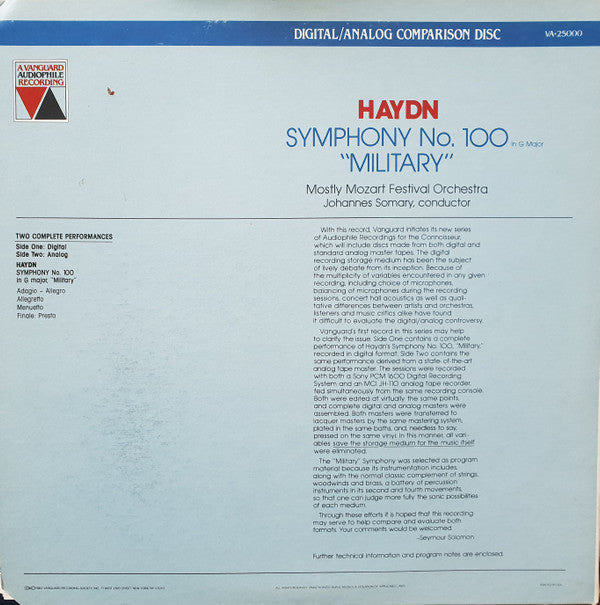 DIGITAL/ANALOG COMPARISON DISC
VA-25000
A VANGUARD
AUDIOPHILE
RECORDING
HAYDN
SYMPHONY No. 100 in G Major
"MILITARY"
Mostly Mozart Festival Orchestra
Johannes Somary, conductor
TWO COMPLETE PERFORMANCES
Side One: Digital
Side Two: Analog
HAYDN
SYMPHONY No. 100
in G major, "Military"
Adagio – Allegro
Allegretto
Menuetto
Finale: Presto
With this record, Vanguard initiates its new series
of Audiophile Recordings for the Connoisseur,
which will include discs made from both digital and
standard analog master tapes. The digital
recording storage medium has been the subject
of lively debate from its inception. Because of
the multiplicity of variables encountered in any given
recording, including choice of microphones,
balancing of microphones during the recording
sessions, concert hall acoustics as well as quali-
tative differences between artists and orchestras,
listeners and music critics alike have found
it difficult to evaluate the digital/analog controversy.
Vanguard's first record in this series may help
to clarify the issue. Side One contains a complete
performance of Haydn's Symphony No. 100, "Military,"
recorded in digital format. Side Two contains the
same performance derived from a state-of-the-art
analog tape master. The sessions were recorded
with both a Sony PCM 1600 Digital Recording
System and an MCI JH-110 analog tape recorder,
fed simultaneously from the same recording console.
Both were edited at virtually the same points,
and complete digital and analog masters were
assembled. Both masters were transferred to
lacquer masters by the same mastering system,
plated in the same baths, and, needless to say,
pressed on the same vinyl. In this manner, all vari-
ables save the storage medium for the music itself
were eliminated.
The "Military" Symphony was selected as program
material because its instrumentation includes,
along with the normal classic complement of strings,
woodwinds and brass, a battery of percussion
instruments in its second and fourth movements,
so that one can judge more fully the sonic possibilities
of each medium.
Through these efforts it is hoped that this recording
may serve to help compare and evaluate both
formats. Your comments would be welcomed.
–Seymour Solomon
Further technical information and program notes are enclosed.